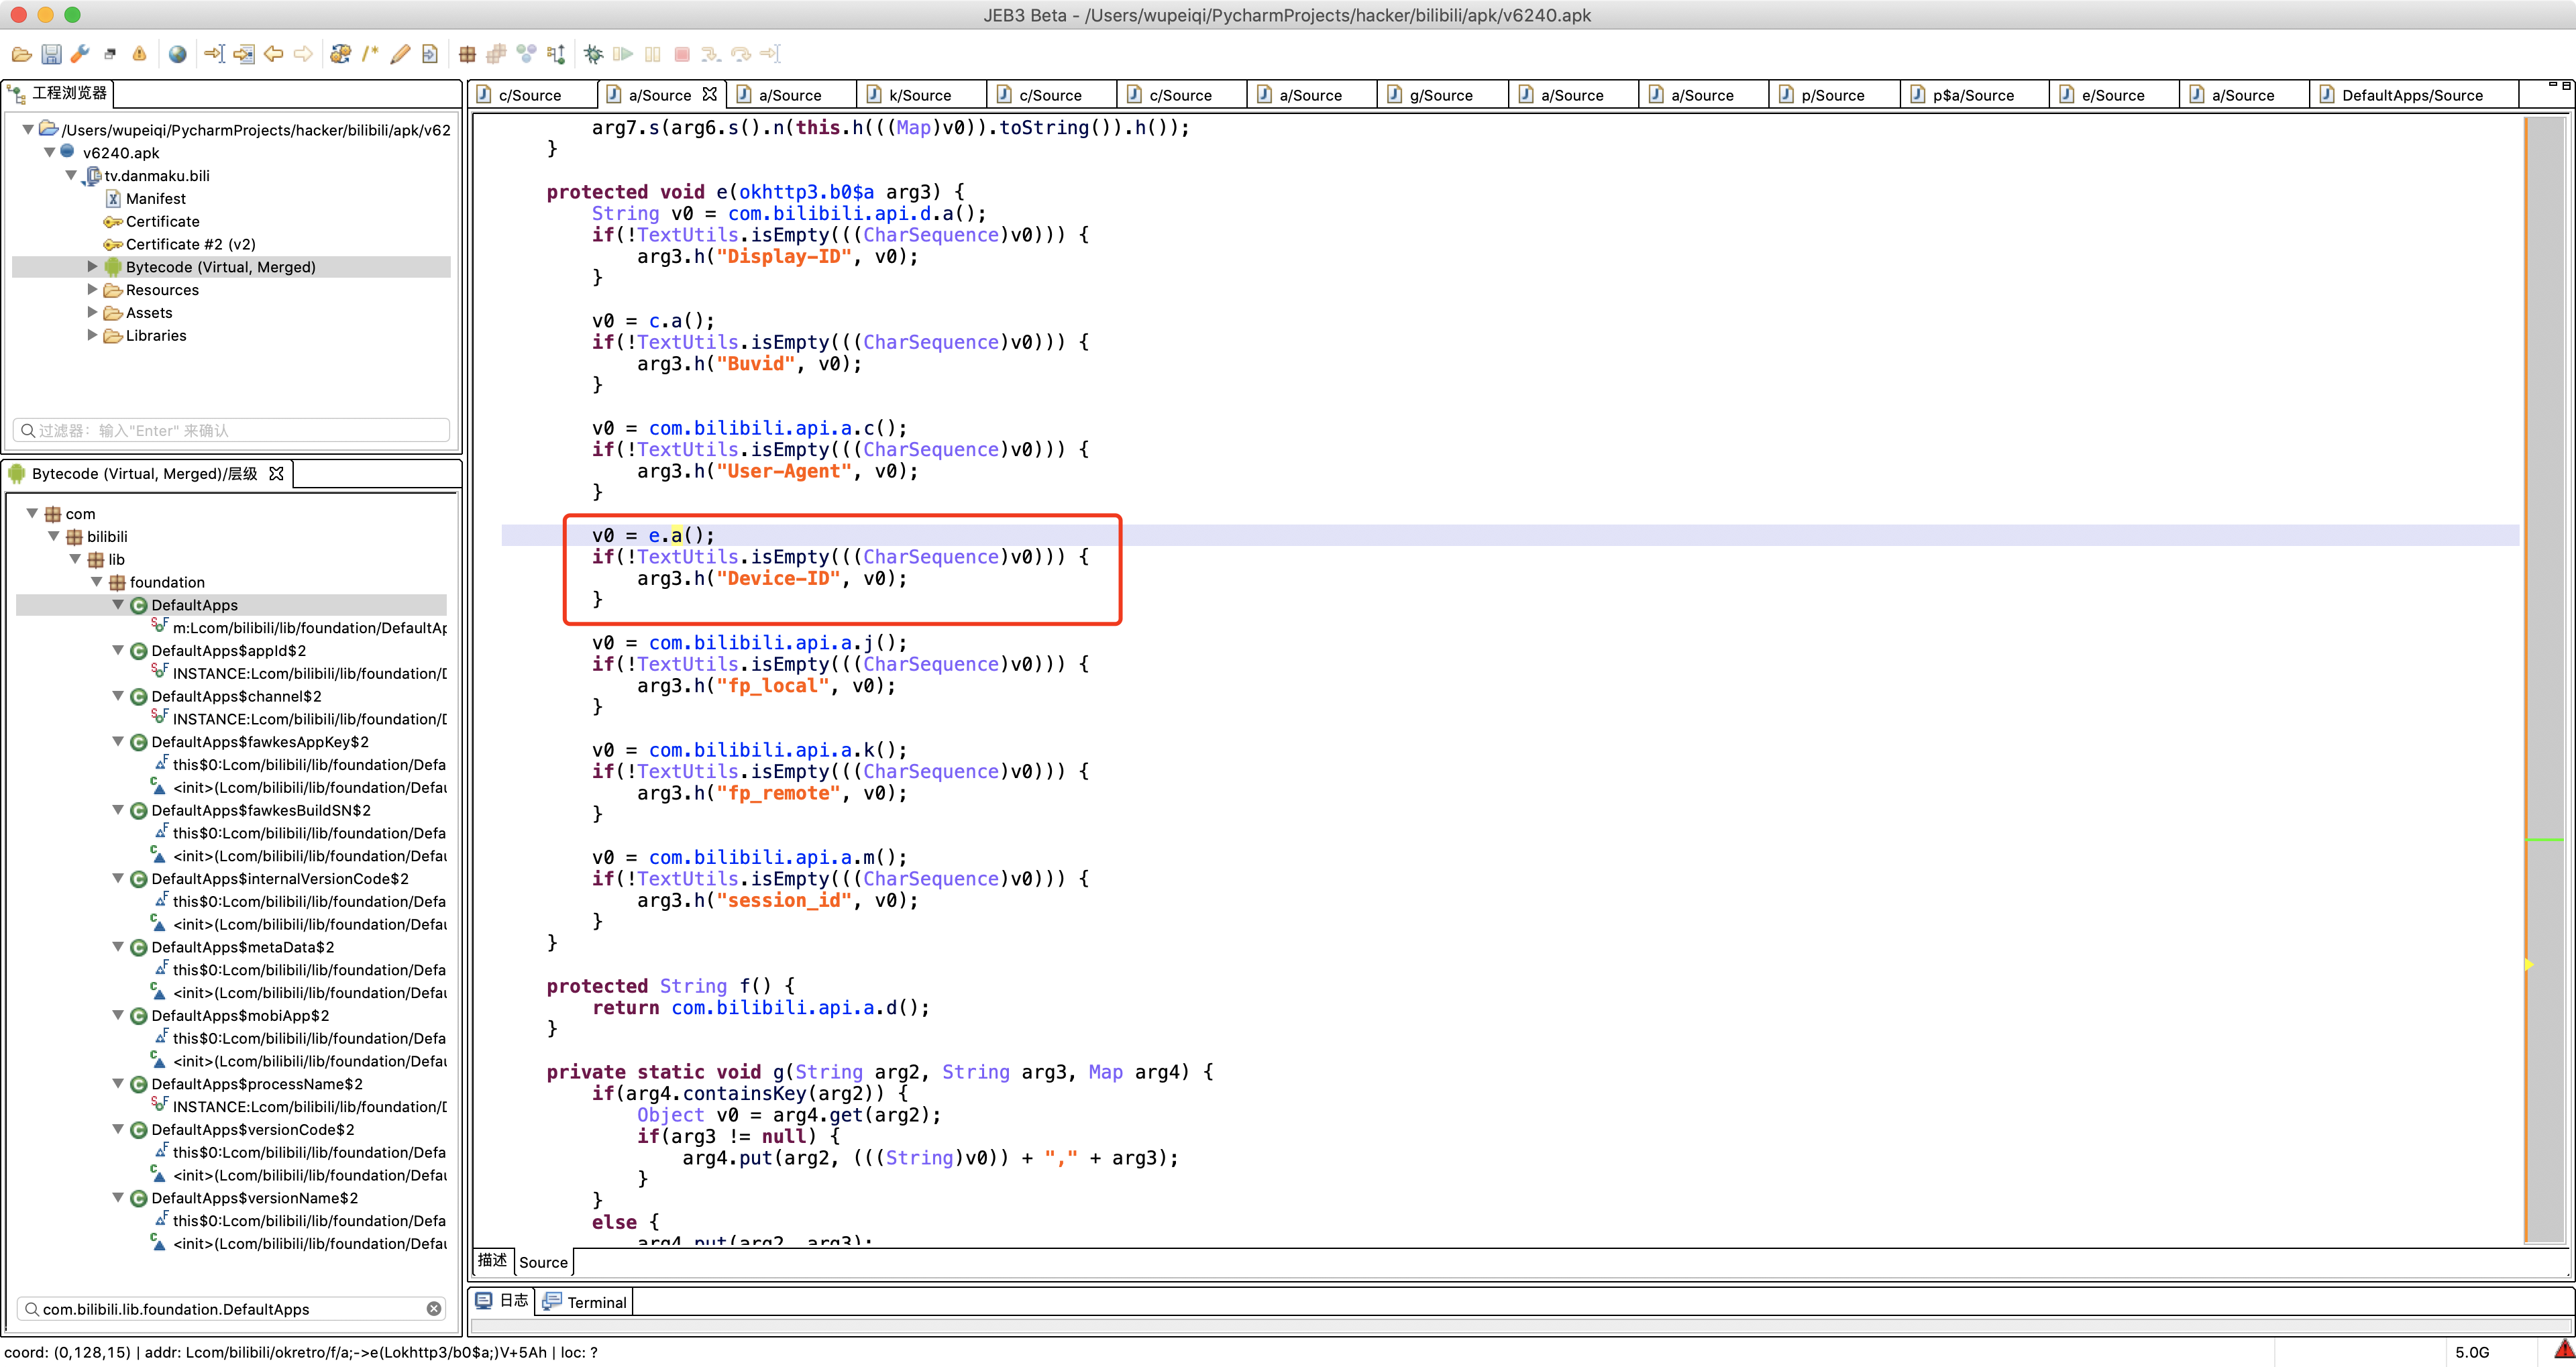 JEB3 Beta - /Users/wupeiqi/PycharmProjects/hacker/bilibili/apk/v6240.apk
工程浏览器
/Users/wupeiqi/PycharmProjects/hacker/bilibili/apk/v62
v6240.apk
tv.danmaku.bili
Manifest
Certificate
Certificate #2 (v2)
Bytecode (Virtual, Merged)
Resources
Assets
Libraries
过滤器: 输入"Enter" 来确认
Bytecode (Virtual, Merged)/层级
com
bilibili
lib
foundation
DefaultApps
m:Lcom/bilibili/lib/foundation/DefaultAp
DefaultApps$appId$2
INSTANCE:Lcom/bilibili/lib/foundation/D
DefaultApps$channel$2
INSTANCE:Lcom/bilibili/lib/foundation/D
DefaultApps$fawkesAppKey$2
this$0:Lcom/bilibili/lib/foundation/Defa
<init>(Lcom/bilibili/lib/foundation/Defau
DefaultApps$fawkesBuildSN$2
this$0:Lcom/bilibili/lib/foundation/Defa
<init>(Lcom/bilibili/lib/foundation/Defau
DefaultApps$internalVersionCode$2
this$0:Lcom/bilibili/lib/foundation/Defa
<init>(Lcom/bilibili/lib/foundation/Defau
DefaultApps$metaData$2
this$0:Lcom/bilibili/lib/foundation/Defa
<init>(Lcom/bilibili/lib/foundation/Defau
DefaultApps$mobiApp$2
this$0:Lcom/bilibili/lib/foundation/Defa
<init>(Lcom/bilibili/lib/foundation/Defau
DefaultApps$processName$2
INSTANCE:Lcom/bilibili/lib/foundation/D
DefaultApps$versionCode$2
this$0:Lcom/bilibili/lib/foundation/Defa
<init>(Lcom/bilibili/lib/foundation/Defau
DefaultApps$versionName$2
this$0:Lcom/bilibili/lib/foundation/Defa
<init>(Lcom/bilibili/lib/foundation/Defau
com.bilibili.lib.foundation.DefaultApps
c/Source a/Source a/Source k/Source c/Source c/Source a/Source g/Source a/Source a/Source p/Source p$a/Source e/Source a/Source DefaultApps/Source
arg7.s(arg6.s().n(this.h(((Map)v0)).toString()).h());
}
protected void e(okhttp3.b0$a arg3) {
String v0 = com.bilibili.api.d.a();
if(!TextUtils.isEmpty(((CharSequence)v0))) {
arg3.h("Display-ID", v0);
}
v0 = c.a();
if(!TextUtils.isEmpty(((CharSequence)v0))) {
arg3.h("Buvid", v0);
}
v0 = com.bilibili.api.a.c();
if(!TextUtils.isEmpty(((CharSequence)v0))) {
arg3.h("User-Agent", v0);
}
v0 = e.a();
if(!TextUtils.isEmpty(((CharSequence)v0))) {
arg3.h("Device-ID", v0);
}
v0 = com.bilibili.api.a.j();
if(!TextUtils.isEmpty(((CharSequence)v0))) {
arg3.h("fp_local", v0);
}
v0 = com.bilibili.api.a.k();
if(!TextUtils.isEmpty(((CharSequence)v0))) {
arg3.h("fp_remote", v0);
}
v0 = com.bilibili.api.a.m();
if(!TextUtils.isEmpty(((CharSequence)v0))) {
arg3.h("session_id", v0);
}
}
protected String f() {
return com.bilibili.api.a.d();
}
private static void g(String arg2, String arg3, Map arg4) {
if(arg4.containsKey(arg2)) {
Object v0 = arg4.get(arg2);
if(arg3 != null) {
arg4.put(arg2, (((String)v0)) + "," + arg3);
}
}
else {
arg4.put(arg2, arg3);
描述 Source
日志 Terminal
coord: (0,128,15) | addr: Lcom/bilibili/okretro/f/a;->e(Lokhttp3/b0$a;)V+5Ah | loc: ?
5.0G